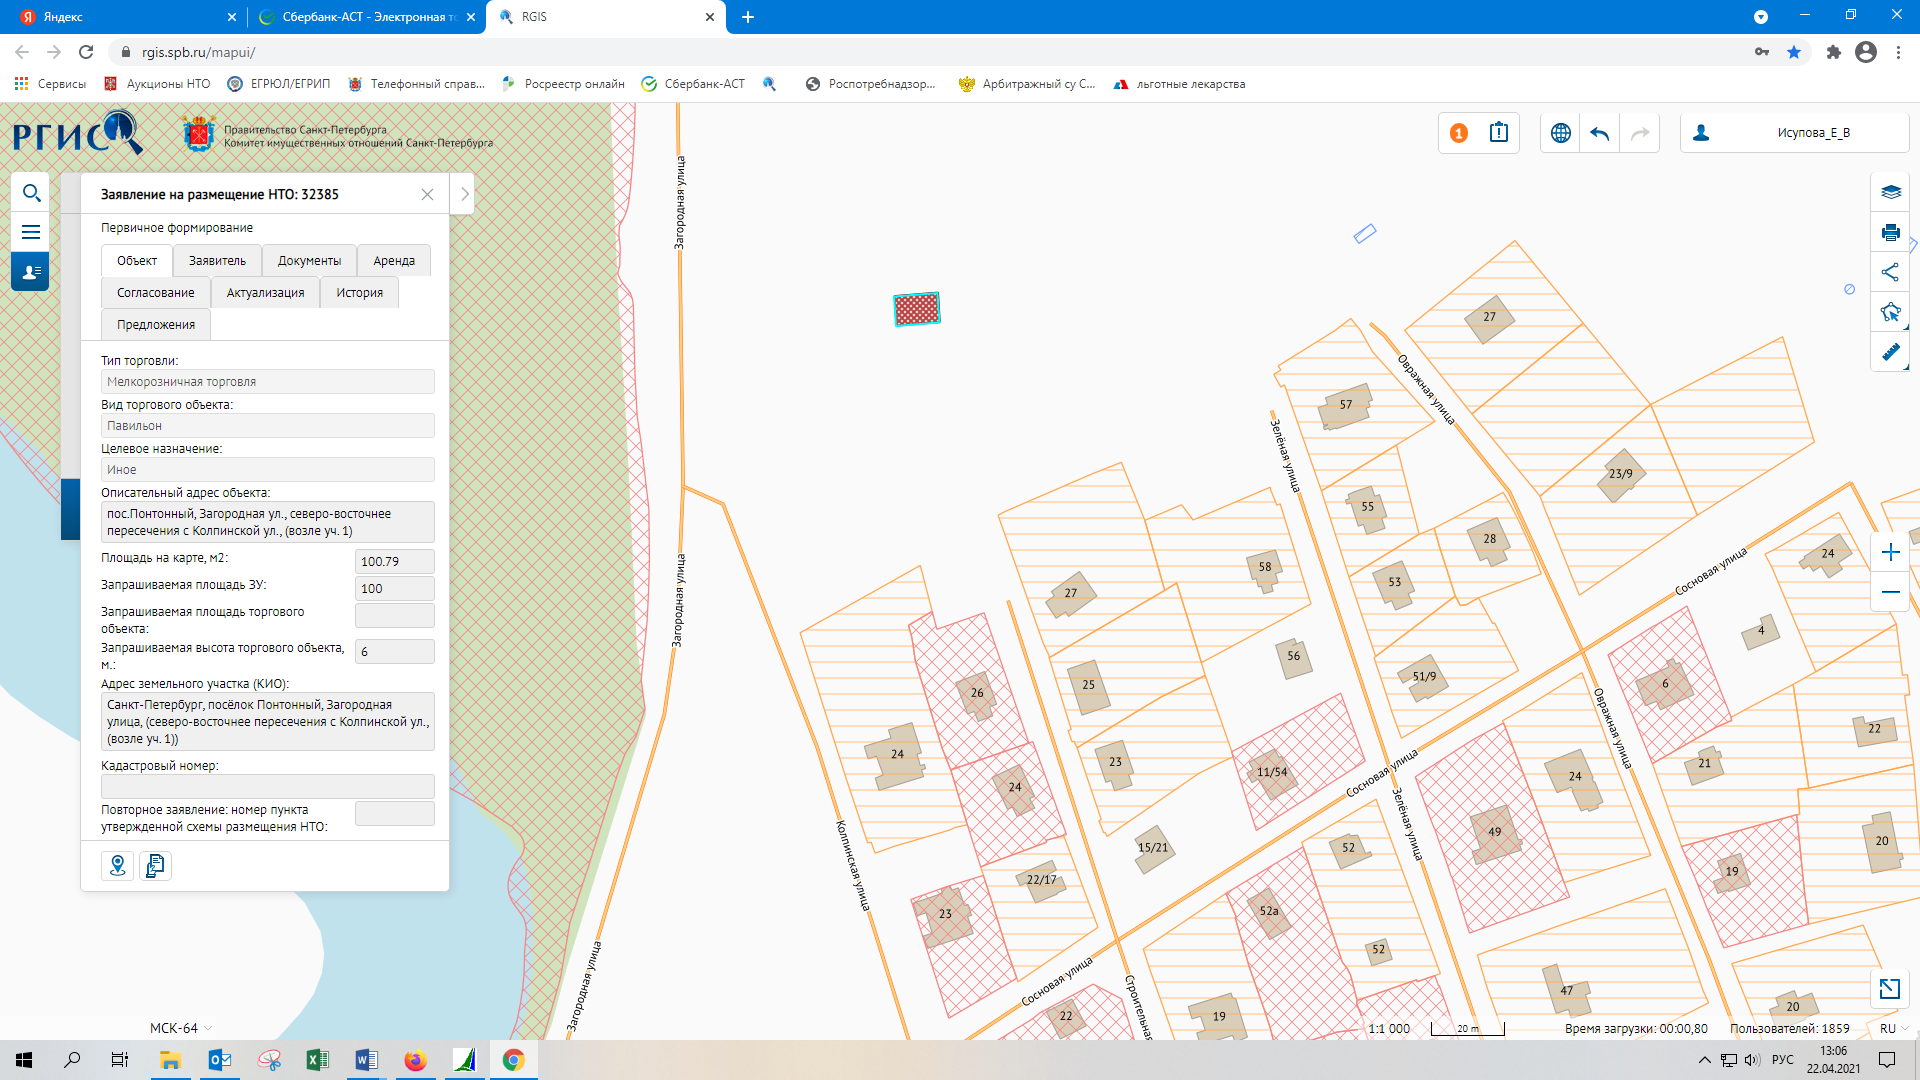 Яндекс
Сбербанк-АСТ - Электронная то
RGIS
rgis.spb.ru/mapui/
Сервисы
Аукционы НТО
ЕГРЮЛ/ЕГРИП
Телефонный справ...
Росреестр онлайн
Сбербанк-АСТ
Роспотребнадзор...
Арбитражный су С...
льготные лекарства
РГИС
Правительство Санкт-Петербурга
Комитет имущественных отношений Санкт-Петербурга
1
Исупова_Е_В
Заявление на размещение НТО: 32385
Первичное формирование
Объект
Заявитель
Документы
Аренда
Согласование
Актуализация
История
Предложения
Тип торговли:
Мелкорозничная торговля
Вид торгового объекта:
Павильон
Целевое назначение:
Иное
Описательный адрес объекта:
пос.Понтонный, Загородная ул., северо-восточнее
пересечения с Колпинской ул., (возле уч. 1)
Площадь на карте, м2:
100.79
Запрашиваемая площадь ЗУ:
100
Запрашиваемая площадь торгового
объекта:
Запрашиваемая высота торгового объекта,
м.:
6
Адрес земельного участка (КИО):
Санкт-Петербург, посёлок Понтонный, Загородная
улица, (северо-восточнее пересечения с Колпинской ул.,
(возле уч. 1))
Кадастровый номер:
Повторное заявление: номер пункта
утвержденной схемы размещения НТО:
Загородная улица
Загородная улица
Загородная улица
Колпинская улица
Зелёная улица
Зелёная улица
Овражная улица
Овражная улица
Сосновая улица
Сосновая улица
Сосновая улица
Строительная
27
57
23/9
55
28
24
58
53
27
4
56
51/9
25
6
26
22
24
23
11/54
21
24
24
49
20
15/21
52
19
22/17
23
52а
52
47
20
22
19
МСК-64
1:1 000
20 m
Время загрузки: 00:00,80
Пользователей: 1859
RU
РУС
13:06
22.04.2021